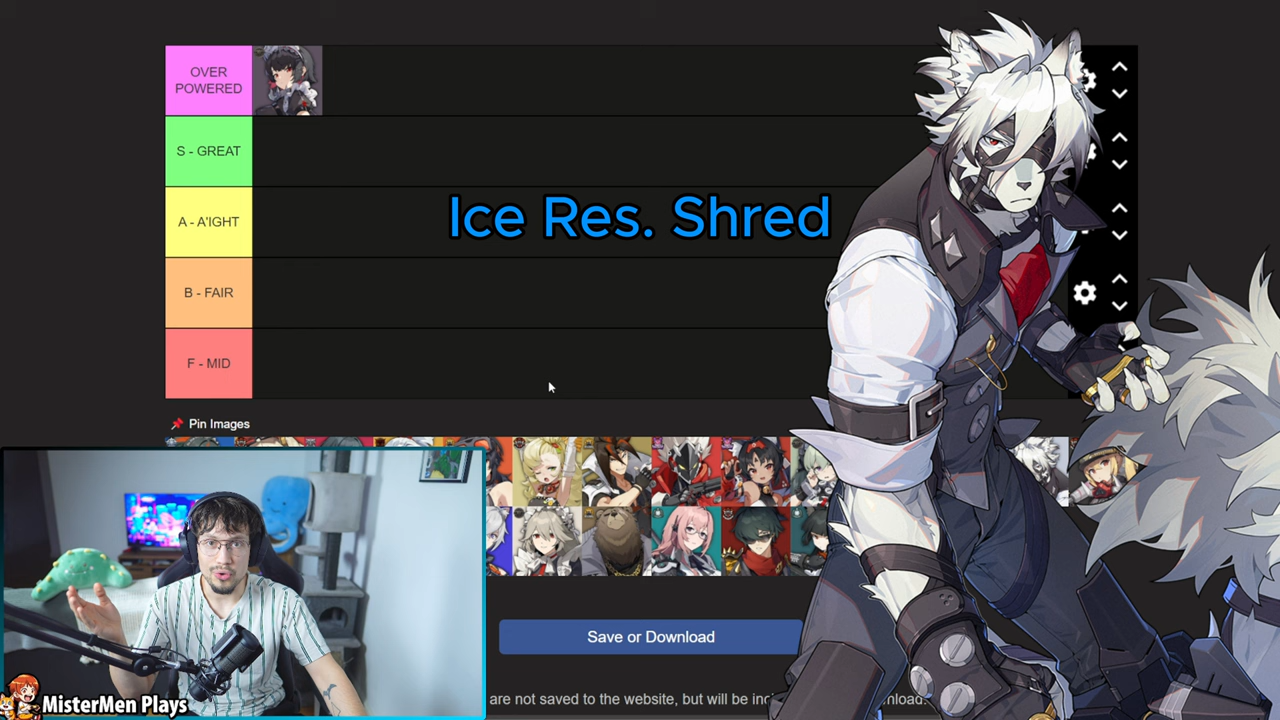 OVER
POWERED
S - GREAT
Ice Res. Shred
A - A'IGHT
B - FAIR
F - MID
Pin Images
Save or Download
are not saved to the website, but will be
MisterMen Plays